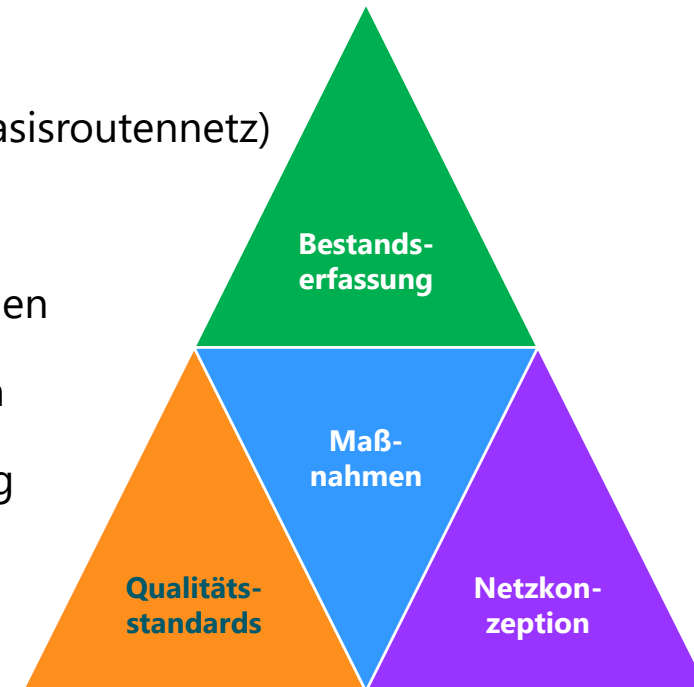 asisroutennetz)
Bestands-
erfassung
en
Maß-
nahmen
g
Qualitäts-
standards
Netzkon-
zeption